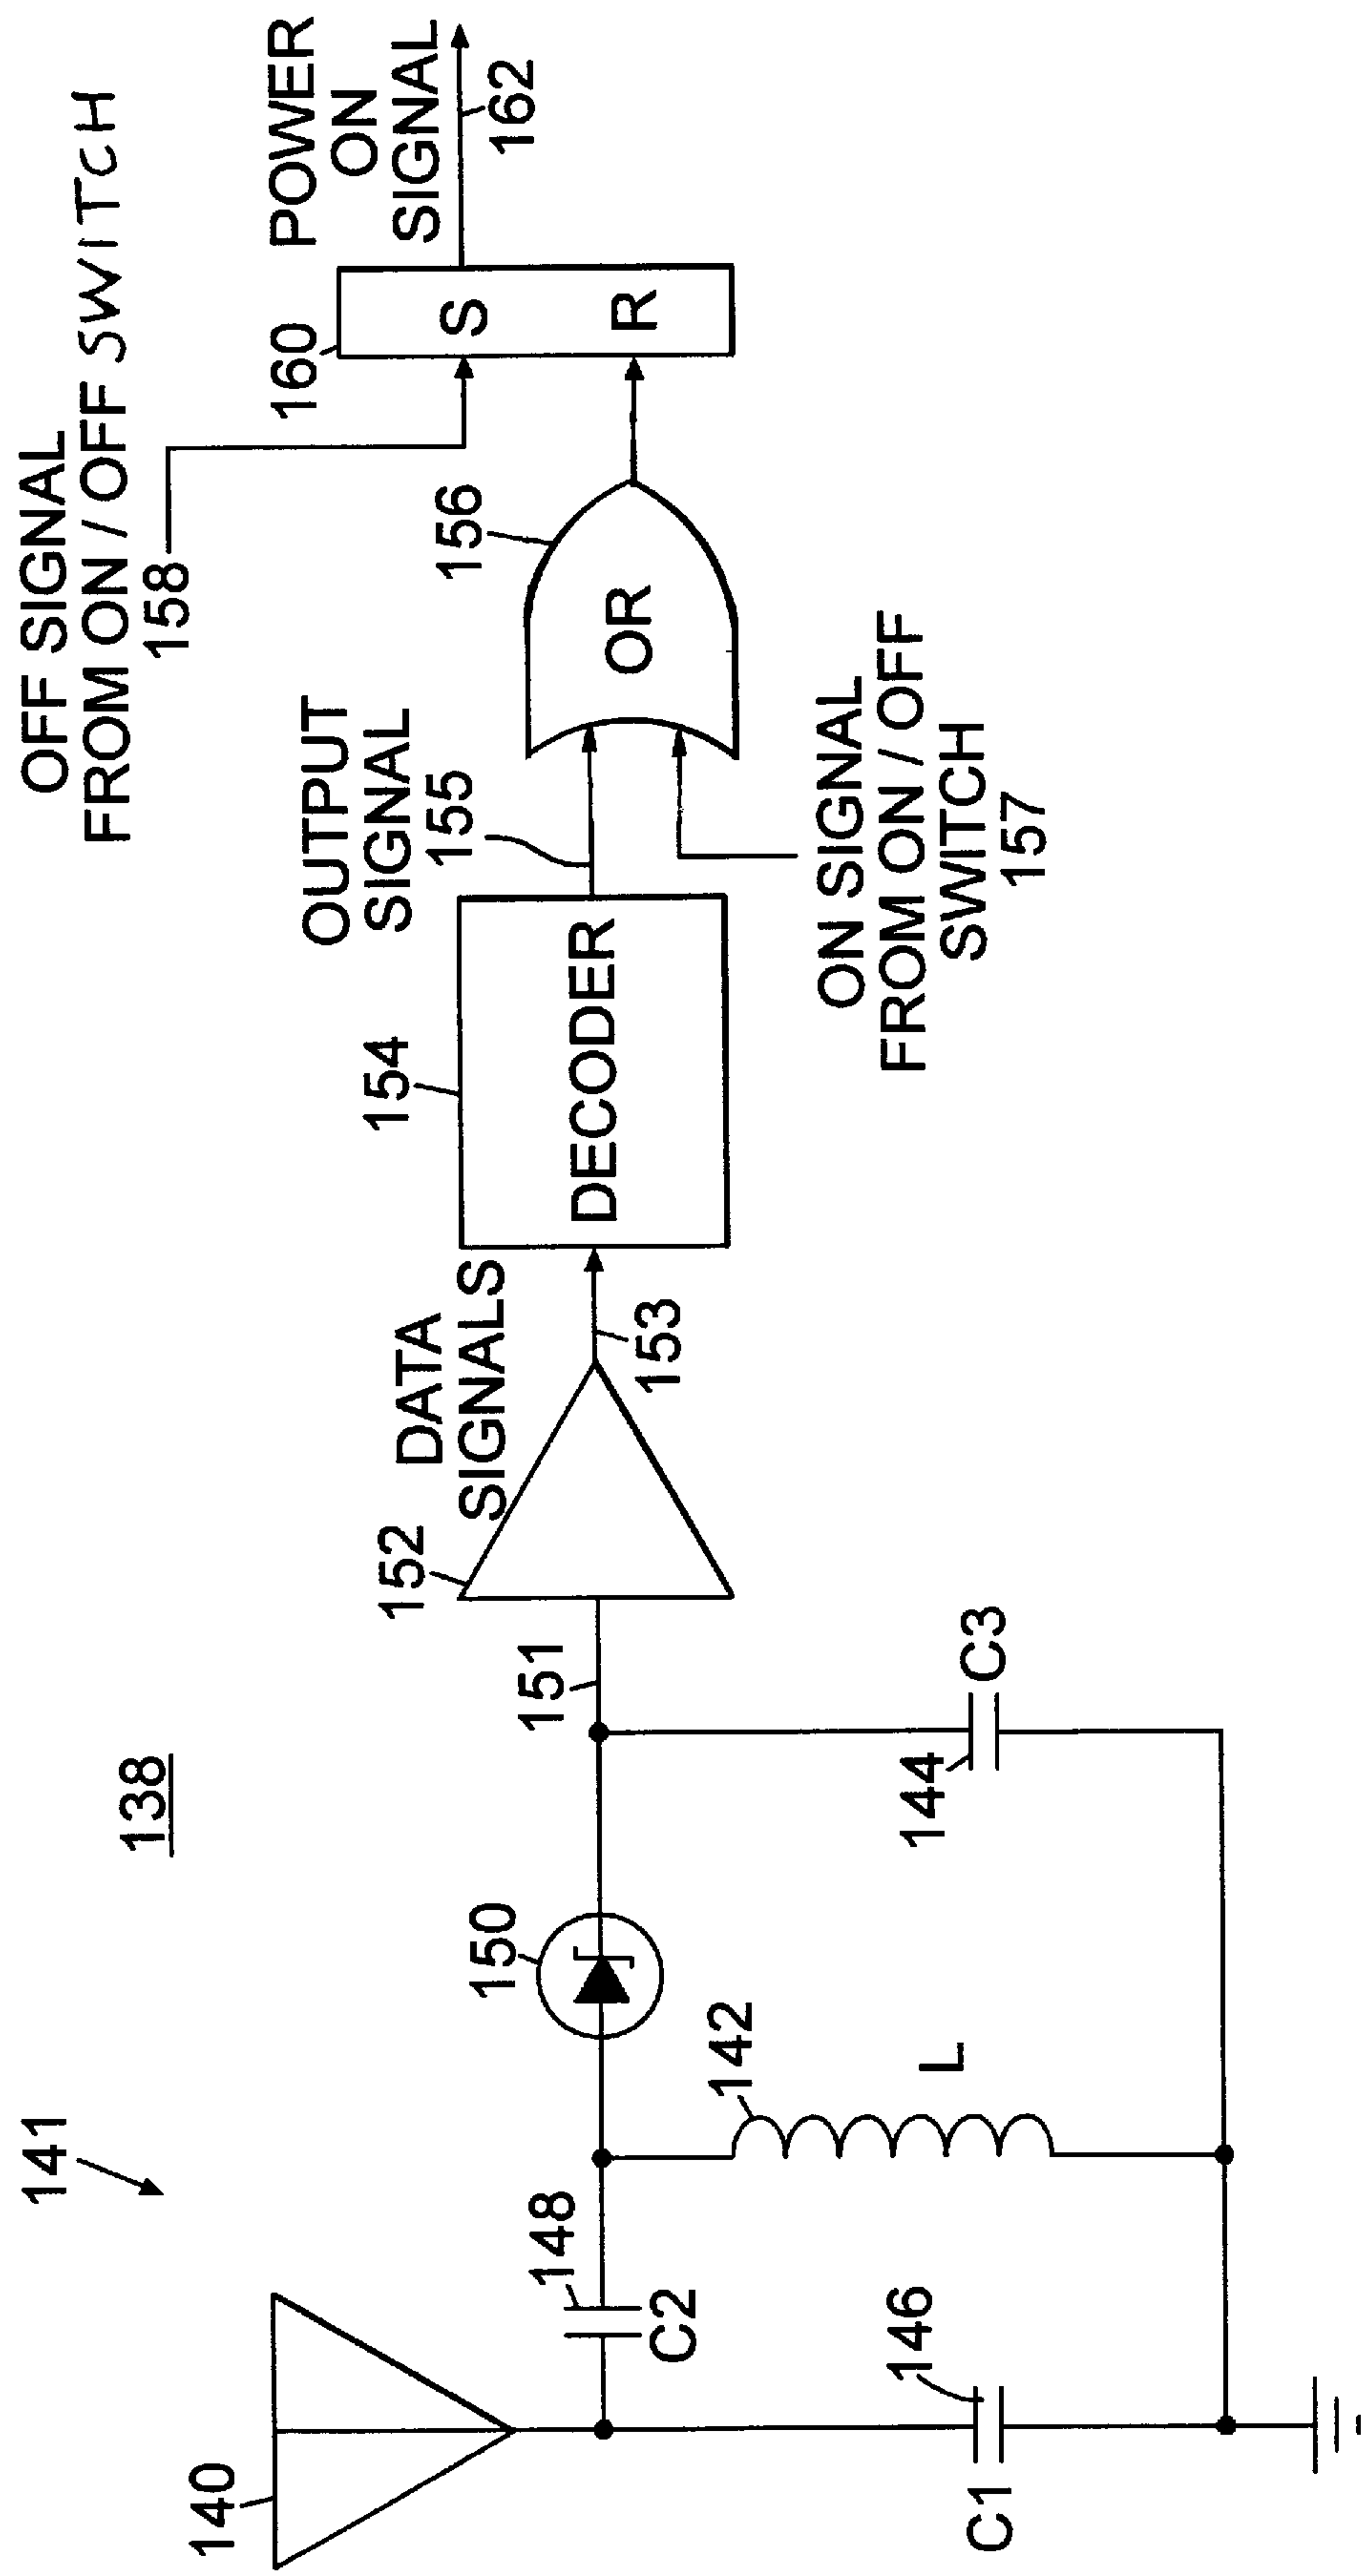 138
141
140
C1
146
C2
148
142
L
150
144
C3
151
152
DATA
SIGNALS
153
154
DECODER
OUTPUT
SIGNAL
155
ON SIGNAL
FROM ON / OFF
SWITCH
157
156
OR
OFF SIGNAL
FROM ON / OFF SWITCH
158
160
S
R
POWER
ON
SIGNAL
162